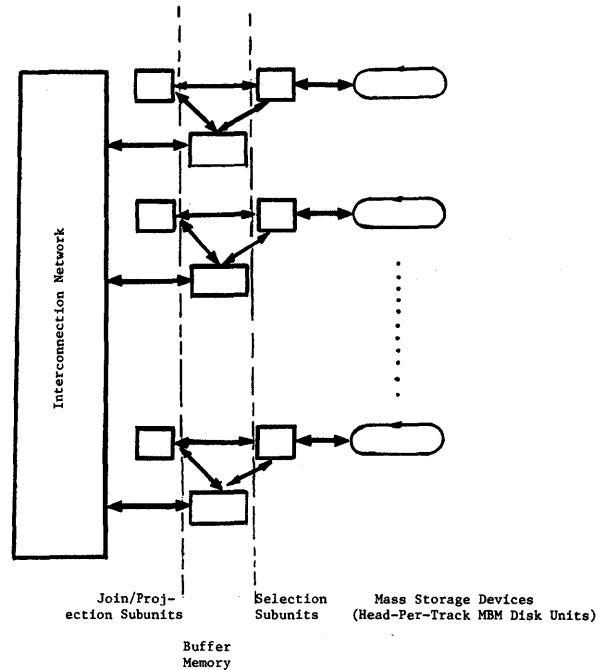 Interconnection Network
Join/Proj-
ection Subunits
Buffer
Memory
Selection
Subunits
Mass Storage Devices
(Head-Per-Track MBM Disk Units)